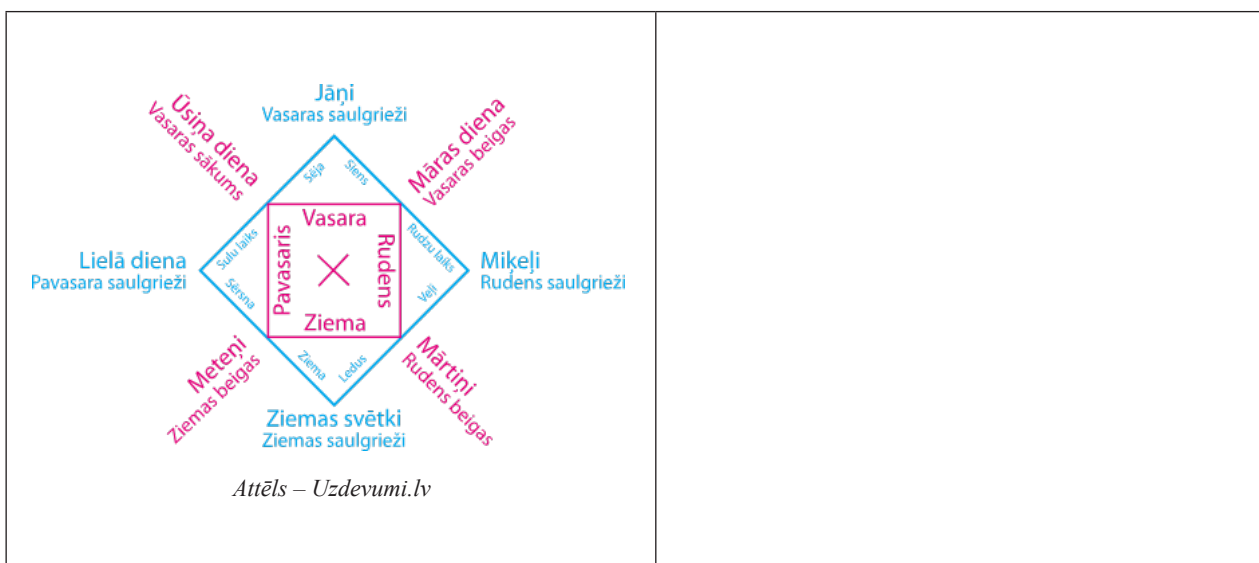 Jāņi
Vasaras saulgrieži
Ūsiņa diena
Vasaras sākums
Māras diena
Vasaras beigas
Sēja
Siens
Vasara
Sulu laiks
Pavasaris
Rudens
Rudzu laiks
Lielā diena
Pavasara saulgrieži
Miķeļi
Rudens saulgrieži
Sērsna
Veļi
Ziema
Meteņi
Ziemas beigas
Ziema
Ledus
Mārtiņi
Rudens beigas
Ziemas svētki
Ziemas saulgrieži
Attēls – Uzdevumi.lv